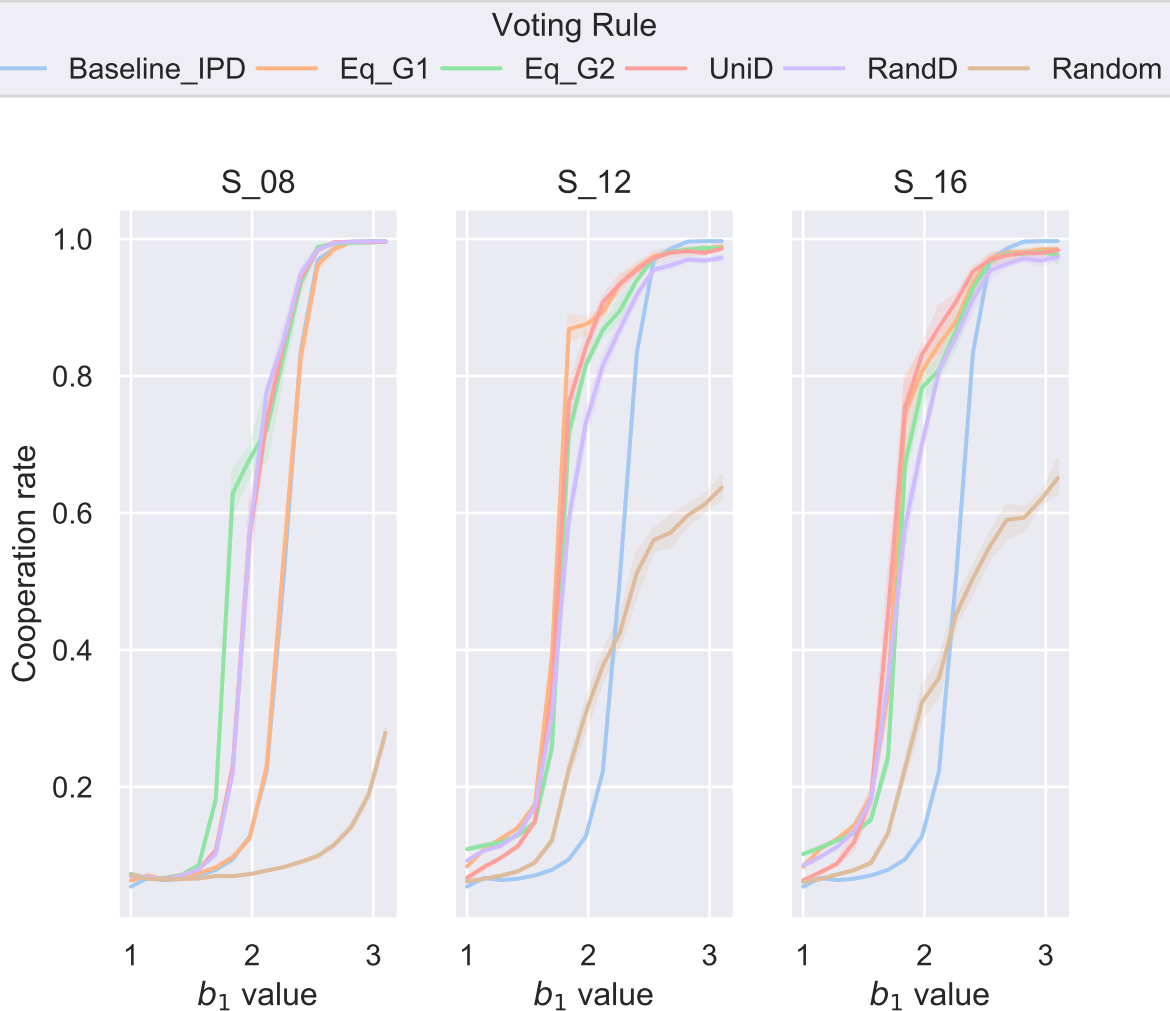 Voting Rule
Baseline_IPD Eq_G1 Eq_G2 UniD RandD Random
S_08 S_12 S_16
1.0
0.8
0.6
0.4
0.2
Cooperation rate
1 2 3 1 2 3 1 2 3
b₁ value b₁ value b₁ value